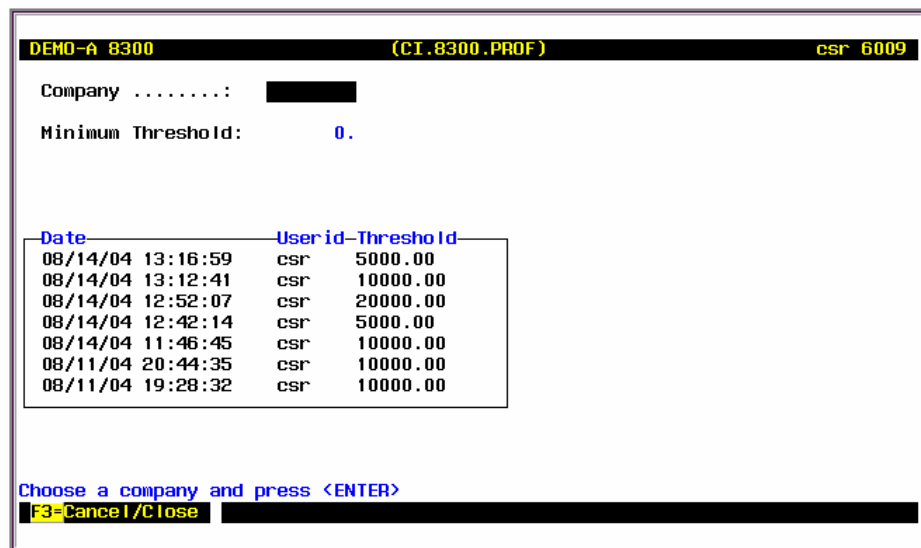 DEMO-A 8300 (CI.8300.PROF) csr 6009
Company ........:
Minimum Threshold: 0.
Date Userid Threshold
08/14/04 13:16:59 csr 5000.00
08/14/04 13:12:41 csr 10000.00
08/14/04 12:52:07 csr 20000.00
08/14/04 12:42:14 csr 5000.00
08/14/04 11:46:45 csr 10000.00
08/11/04 20:44:35 csr 10000.00
08/11/04 19:28:32 csr 10000.00
Choose a company and press <ENTER>
F3=Cancel/Close